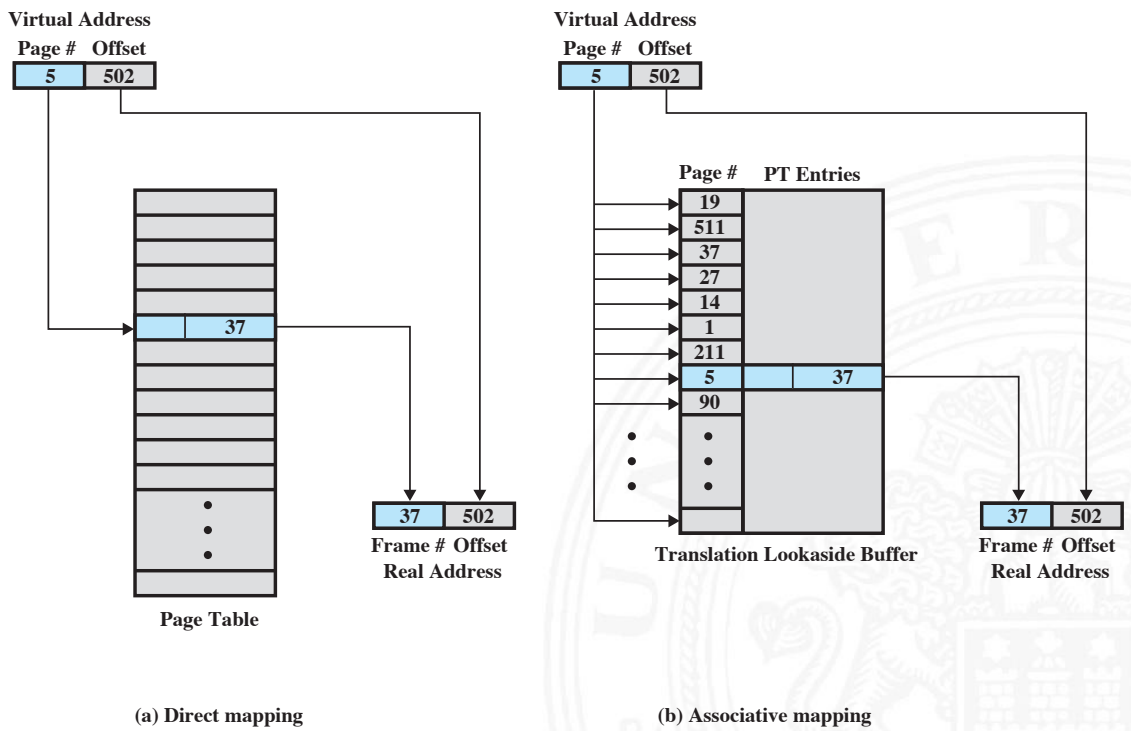 Virtual Address
Page # Offset
5 502
37
37 502
Frame # Offset
Real Address
Page Table
(a) Direct mapping
Virtual Address
Page # Offset
5 502
Page # PT Entries
19
511
37
27
14
1
211
5 37
90
Translation Lookaside Buffer
37 502
Frame # Offset
Real Address
(b) Associative mapping